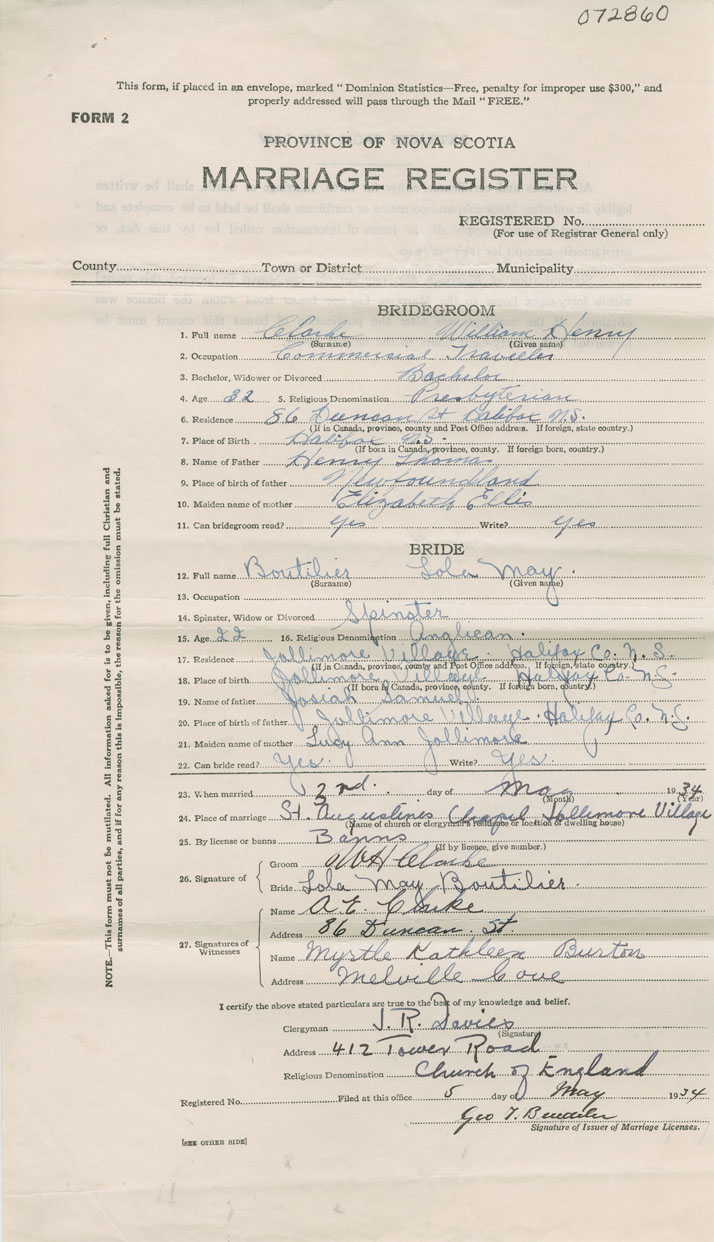 072860
This form, if placed in an envelope, marked "Dominion Statistics—Free, penalty for improper use $300," and
properly addressed will pass through the Mail "FREE."
FORM 2
PROVINCE OF NOVA SCOTIA
MARRIAGE REGISTER
REGISTERED No.
(For use of Registrar General only)
County Town or District Municipality
BRIDEGROOM
1. Full name Clarke William Henry
(Surname) (Given name)
2. Occupation Commercial Traveller
3. Bachelor, Widower or Divorced Bachelor
4. Age 32 5. Religious Denomination Presbyterian
6. Residence 86 Duncan St Halifax N.S.
(If in Canada, province, county and Post Office address. If foreign, state country.)
7. Place of Birth Halifax N.S.
(If born in Canada, province, county. If foreign born, country.)
8. Name of Father Henry Thomas
9. Place of birth of father Newfoundland
10. Maiden name of mother Elizabeth Ellis
11. Can bridegroom read? yes Write? yes
BRIDE
12. Full name Boutilier Lola May.
(Surname) (Given name)
13. Occupation
14. Spinster, Widow or Divorced Spinster
15. Age 22 16. Religious Denomination Anglican.
17. Residence Jollimore Village. Halifax Co. N.S.
(If in Canada, province, county and Post Office address. If foreign, state country.)
18. Place of birth Jollimore Village Halifax Co. N.S.
(If born in Canada, province, county. If foreign born, country.)
19. Name of father Josiah Samuel
20. Place of birth of father Jollimore Village. Halifax Co. N.S.
21. Maiden name of mother Lucy Ann Jollimore
22. Can bride read? Yes. Write? Yes.
23. When married 2nd. day of May 1934
(Month) (Year)
24. Place of marriage St. Augustines Chapel Jollimore Village
(Name of church or clergyman's residence or location of dwelling house)
25. By license or banns Banns
(If by licence, give number.)
26. Signature of Groom W H Clarke
Bride Lola May Boutilier.
27. Signatures of Witnesses Name A. E. Clarke
Address 86 Duncan St.
Name Myrtle Kathleen Burton
Address Melville Cove
I certify the above stated particulars are true to the best of my knowledge and belief.
Clergyman J. R. Davies
(Signature)
Address 412 Tower Road
Religious Denomination Church of England
Registered No. Filed at this office 5 day of May 1934
Geo T.
Signature of Issuer of Marriage Licenses.
[SEE OTHER SIDE]
NOTE.—This form must not be mutilated. All information asked for is to be given, including full Christian and
surnames of all parties, and if for any reason this is impossible, the reason for the omission must be stated.